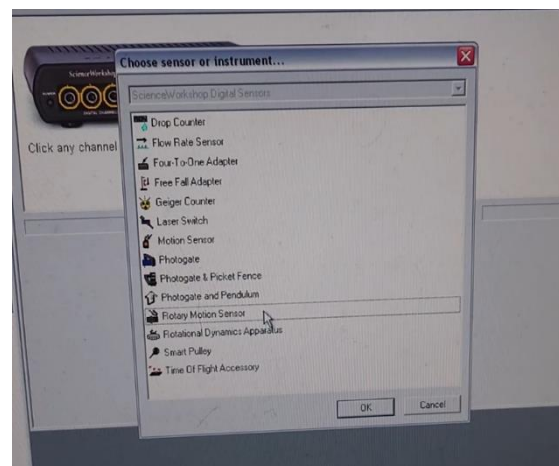 Choose sensor or instrument...
ScienceWorkshop
ScienceWorkshop Digital Sensors
Click any channel
Drop Counter
Flow Rate Sensor
Four-To-One Adapter
Free Fall Adapter
Geiger Counter
Laser Switch
Motion Sensor
Photogate
Photogate & Picket Fence
Photogate and Pendulum
Rotary Motion Sensor
Rotational Dynamics Apparatus
Smart Pulley
Time Of Flight Accessory
OK
Cancel